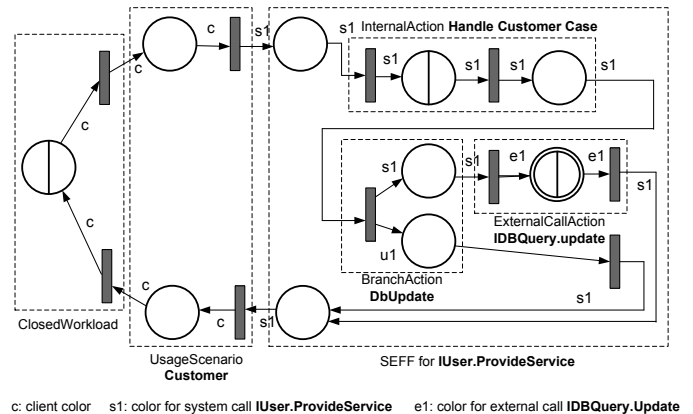 c
s1
s1
InternalAction Handle Customer Case
c
s1
s1
s1
s1
c
s1
s1
e1
e1
s1
c
u1
ExternalCallAction
IDBQuery.update
BranchAction
DbUpdate
s1
c
c
s1
ClosedWorkload
UsageScenario
Customer
SEFF for IUser.ProvideService
c: client color s1: color for system call IUser.ProvideService e1: color for external call IDBQuery.Update